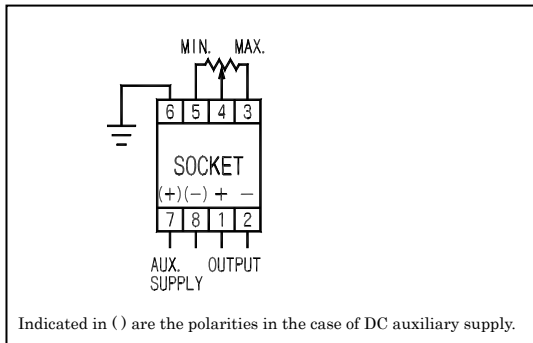 MIN. MAX.
6 5 4 3
SOCKET
(+) (−) + −
7 8 1 2
AUX. OUTPUT
SUPPLY
Indicated in ( ) are the polarities in the case of DC auxiliary supply.